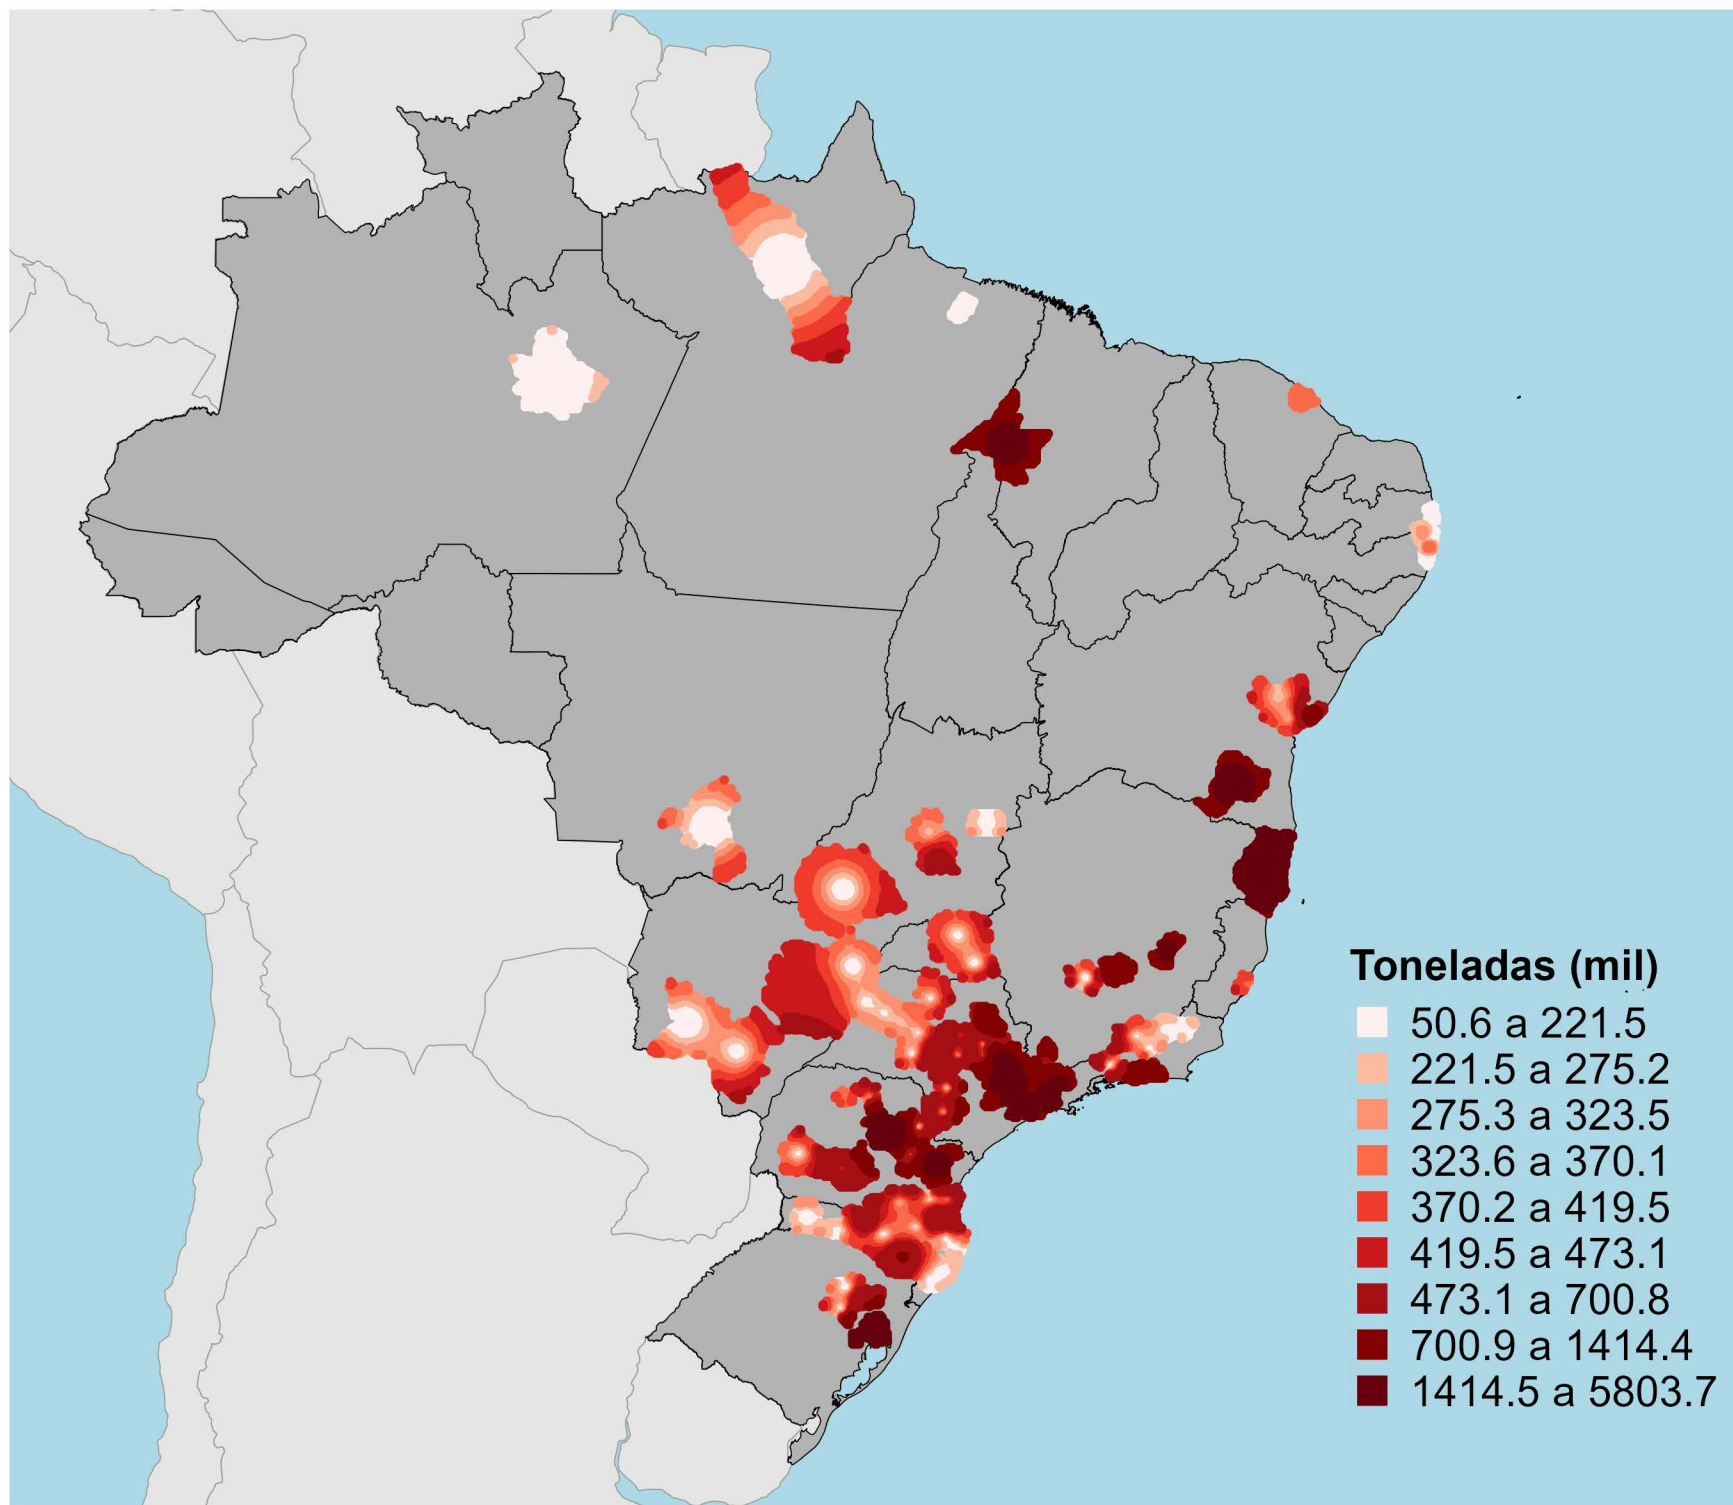 Toneladas (mil)
50.6 a 221.5
221.5 a 275.2
275.3 a 323.5
323.6 a 370.1
370.2 a 419.5
419.5 a 473.1
473.1 a 700.8
700.9 a 1414.4
1414.5 a 5803.7